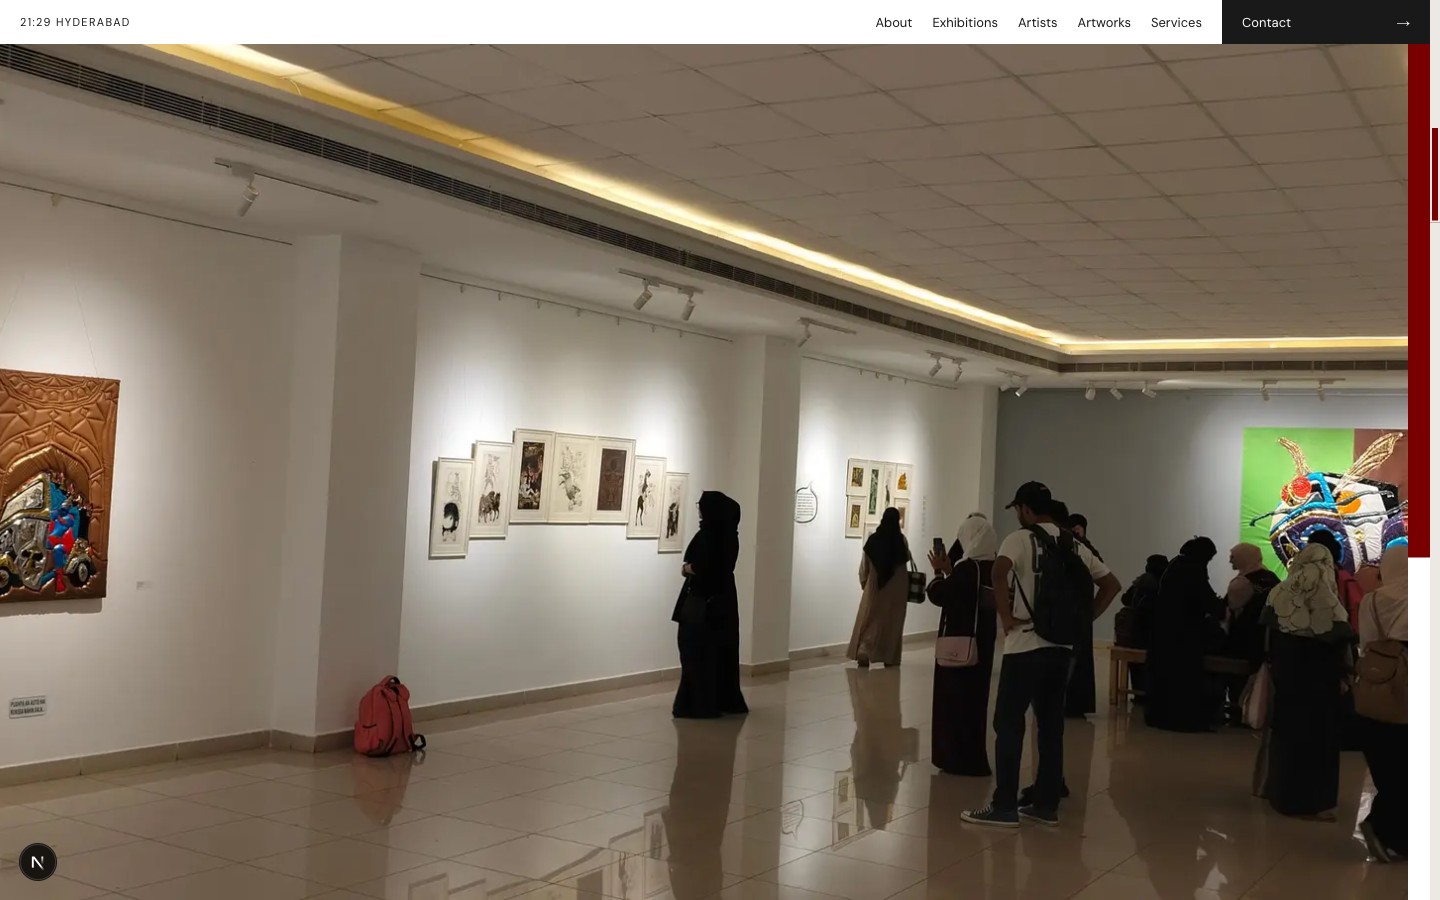 21:29 HYDERABAD
About
Exhibitions
Artists
Artworks
Services
Contact →
N